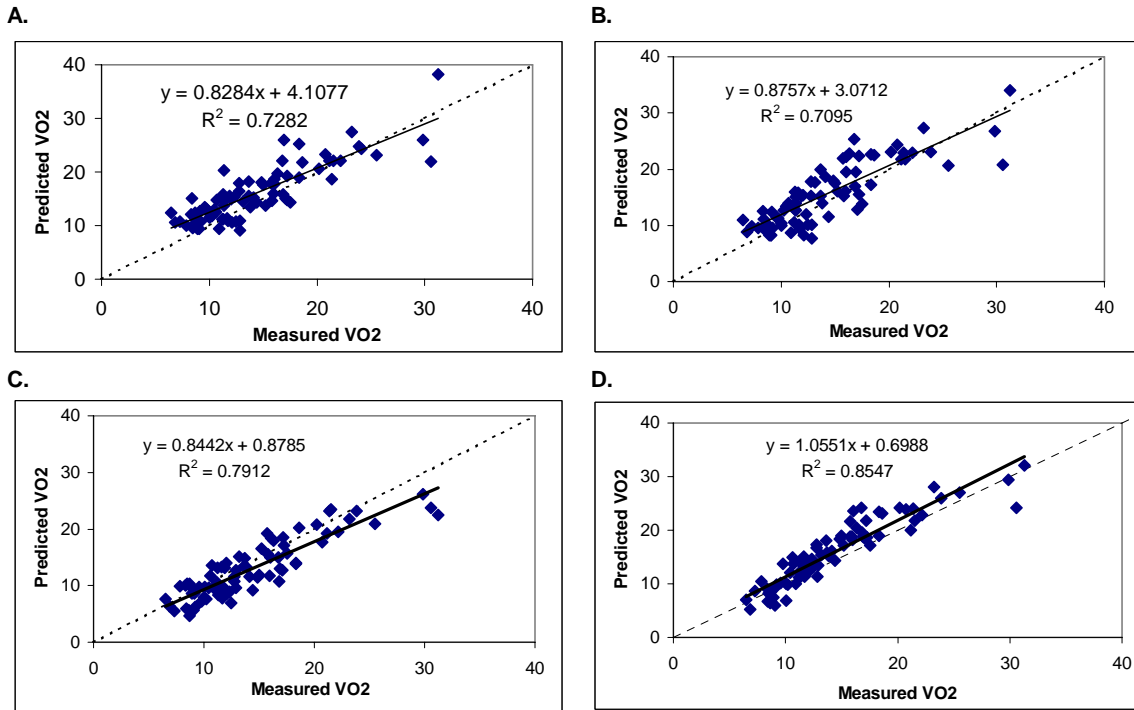 A.
40
30
20
10
0
0
10
20
30
40
Predicted VO2
Measured VO2
y = 0.8284x + 4.1077
R² = 0.7282
B.
40
30
20
10
0
0
10
20
30
40
Predicted VO2
Measured VO2
y = 0.8757x + 3.0712
R² = 0.7095
C.
40
30
20
10
0
0
10
20
30
40
Predicted VO2
Measured VO2
y = 0.8442x + 0.8785
R² = 0.7912
D.
40
30
20
10
0
0
10
20
30
40
Predicted VO2
Measured VO2
y = 1.0551x + 0.6988
R² = 0.8547